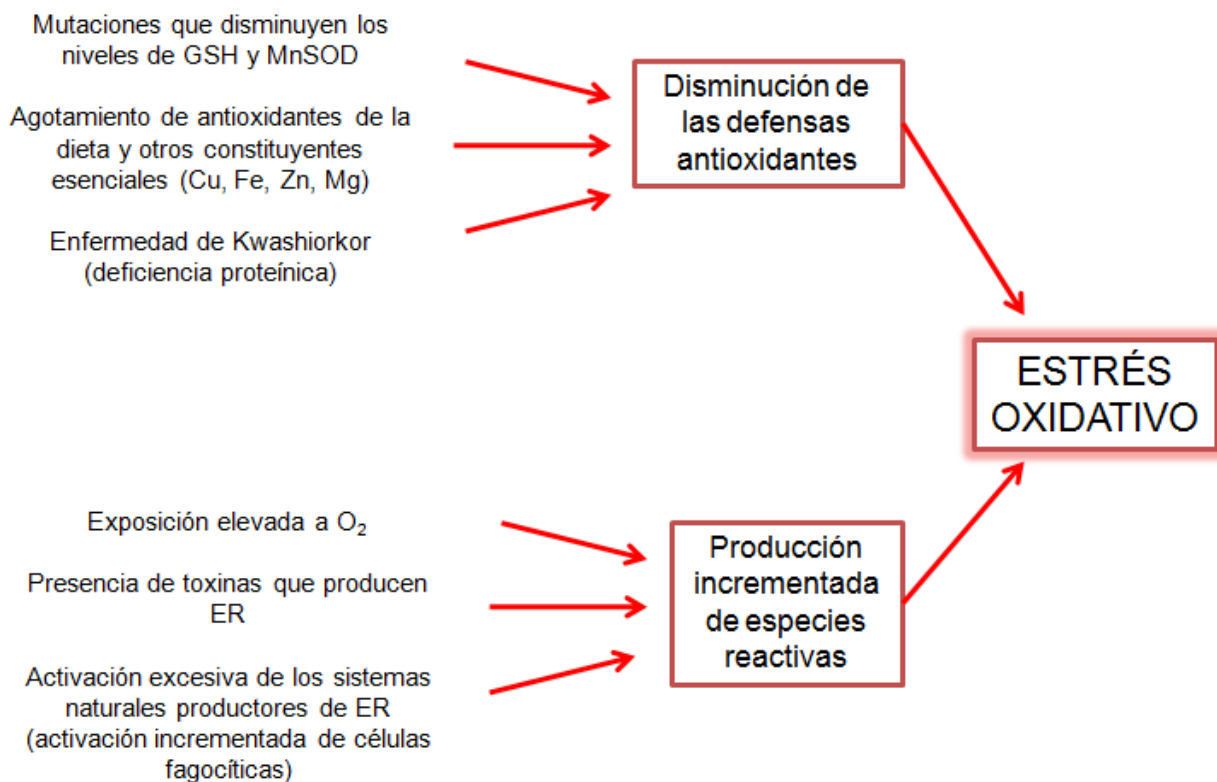 Mutaciones que disminuyen los
niveles de GSH y MnSOD
Agotamiento de antioxidantes de la
dieta y otros constituyentes
esenciales (Cu, Fe, Zn, Mg)
Enfermedad de Kwashiorkor
(deficiencia proteínica)
Disminución de
las defensas
antioxidantes
ESTRÉS
OXIDATIVO
Exposición elevada a O₂
Presencia de toxinas que producen
ER
Activación excesiva de los sistemas
naturales productores de ER
(activación incrementada de células
fagocíticas)
Producción
incrementada
de especies
reactivas